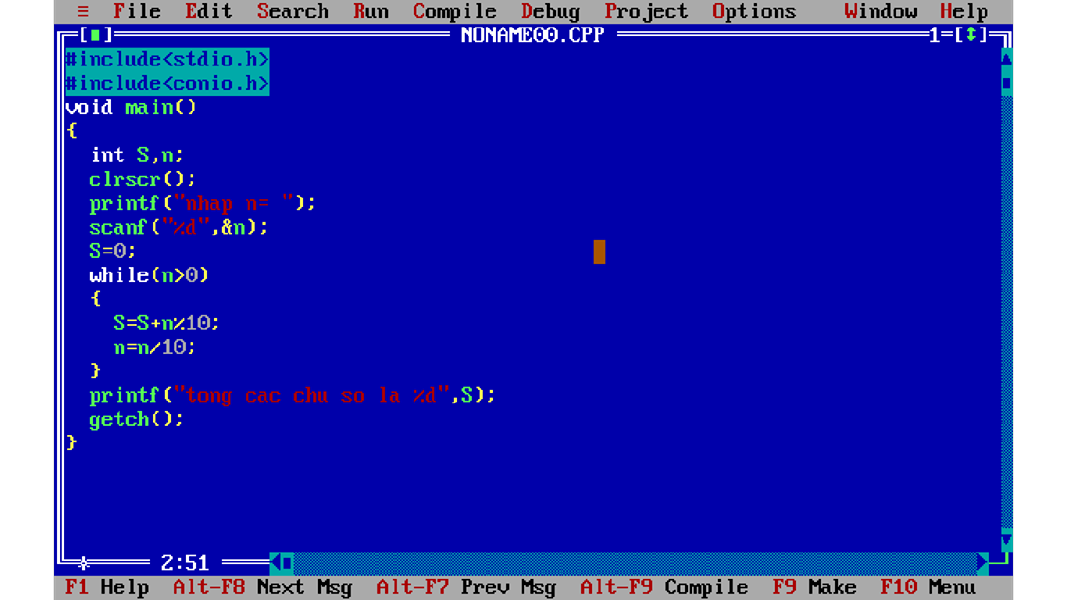 ≡ File Edit Search Run Compile Debug Project Options Window Help
[■] NONAME00.CPP 1=[↕]
#include<stdio.h>
#include<conio.h>
void main()
{
int S,n;
clrscr();
printf("nhap n= ");
scanf("%d",&n);
S=0;
while(n>0)
{
S=S+n%10;
n=n/10;
}
printf("tong cac chu so la %d",S);
getch();
}
2:51
F1 Help Alt-F8 Next Msg Alt-F7 Prev Msg Alt-F9 Compile F9 Make F10 Menu